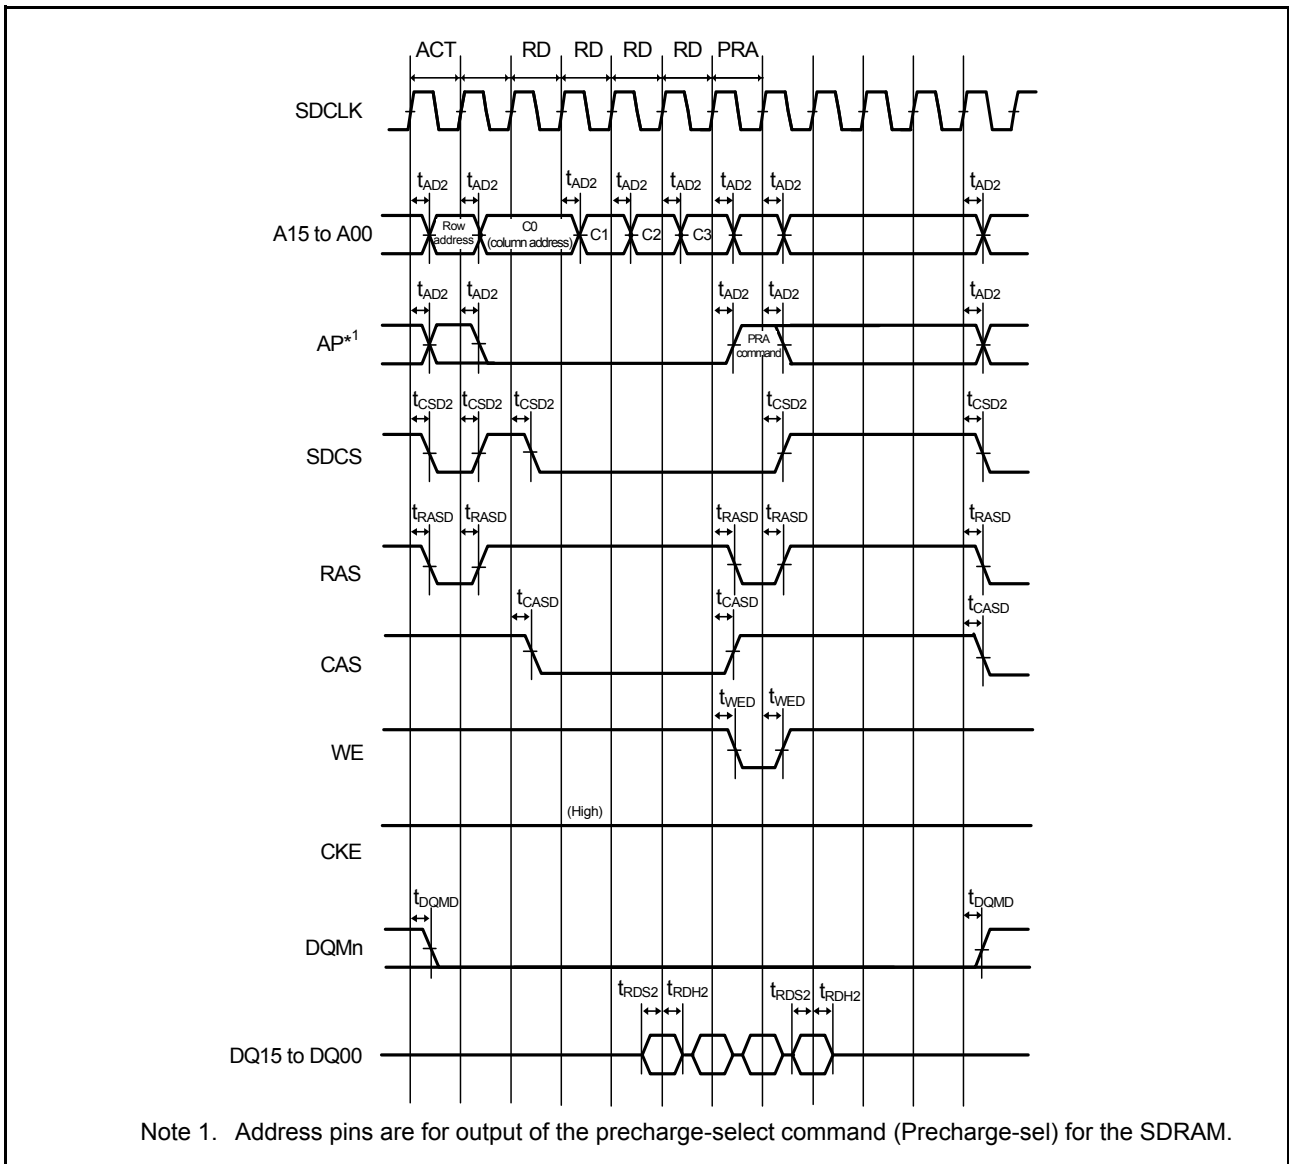 ACT RD RD RD RD PRA
SDCLK
tAD2 tAD2 tAD2 tAD2 tAD2 tAD2 tAD2 tAD2
A15 to A00
Row address
C0 (column address)
C1 C2 C3
tAD2 tAD2 tAD2 tAD2 tAD2
AP*1
PRA command
tCSD2 tCSD2 tCSD2 tCSD2 tCSD2
SDCS
tRASD tRASD tRASD tRASD tRASD
RAS
tCASD tCASD tCASD
CAS
tWED tWED
WE
(High)
CKE
tDQMD tDQMD
DQMn
tRDS2 tRDH2 tRDS2 tRDH2
DQ15 to DQ00
Note 1. Address pins are for output of the precharge-select command (Precharge-sel) for the SDRAM.